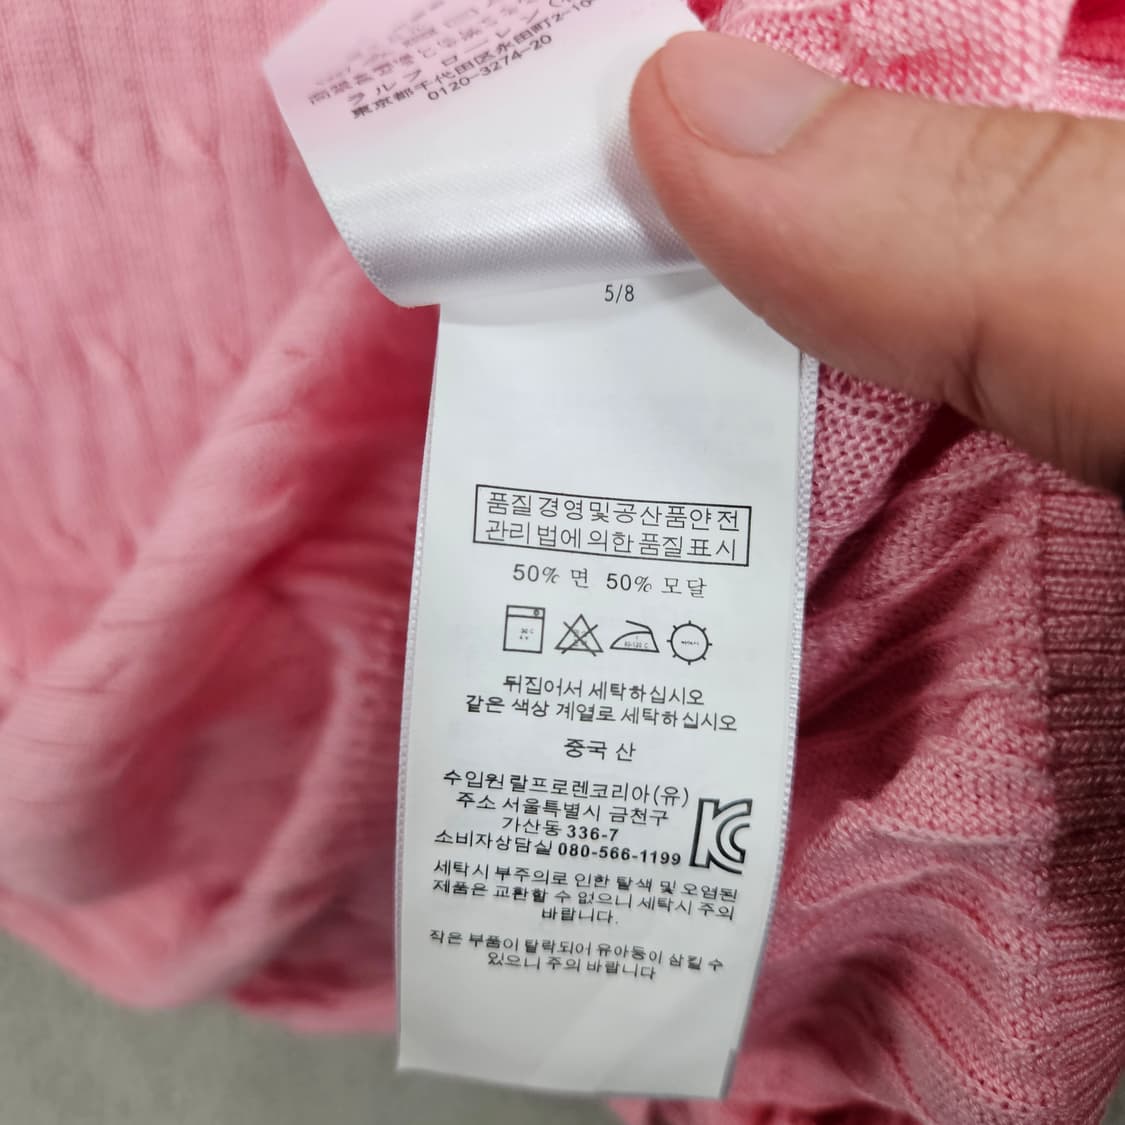 ラルフ ローレン
東京都千代田区永田町2-10-
0120-3274-20
5/8
품질경영및공산품안전
관리법에의한품질표시
50% 면 50% 모달
뒤집어서 세탁하십시오
같은 색상 계열로 세탁하십시오
중국 산
수입원랄프로렌코리아(유)
주소 서울특별시 금천구
가산동 336-7
소비자상담실 080-566-1199
세탁시 부주의로 인한 탈색 및 오염된
제품은 교환할 수 없으니 세탁시 주의
바랍니다.
작은 부품이 탈락되어 유아등이 삼킬 수
있으니 주의 바랍니다